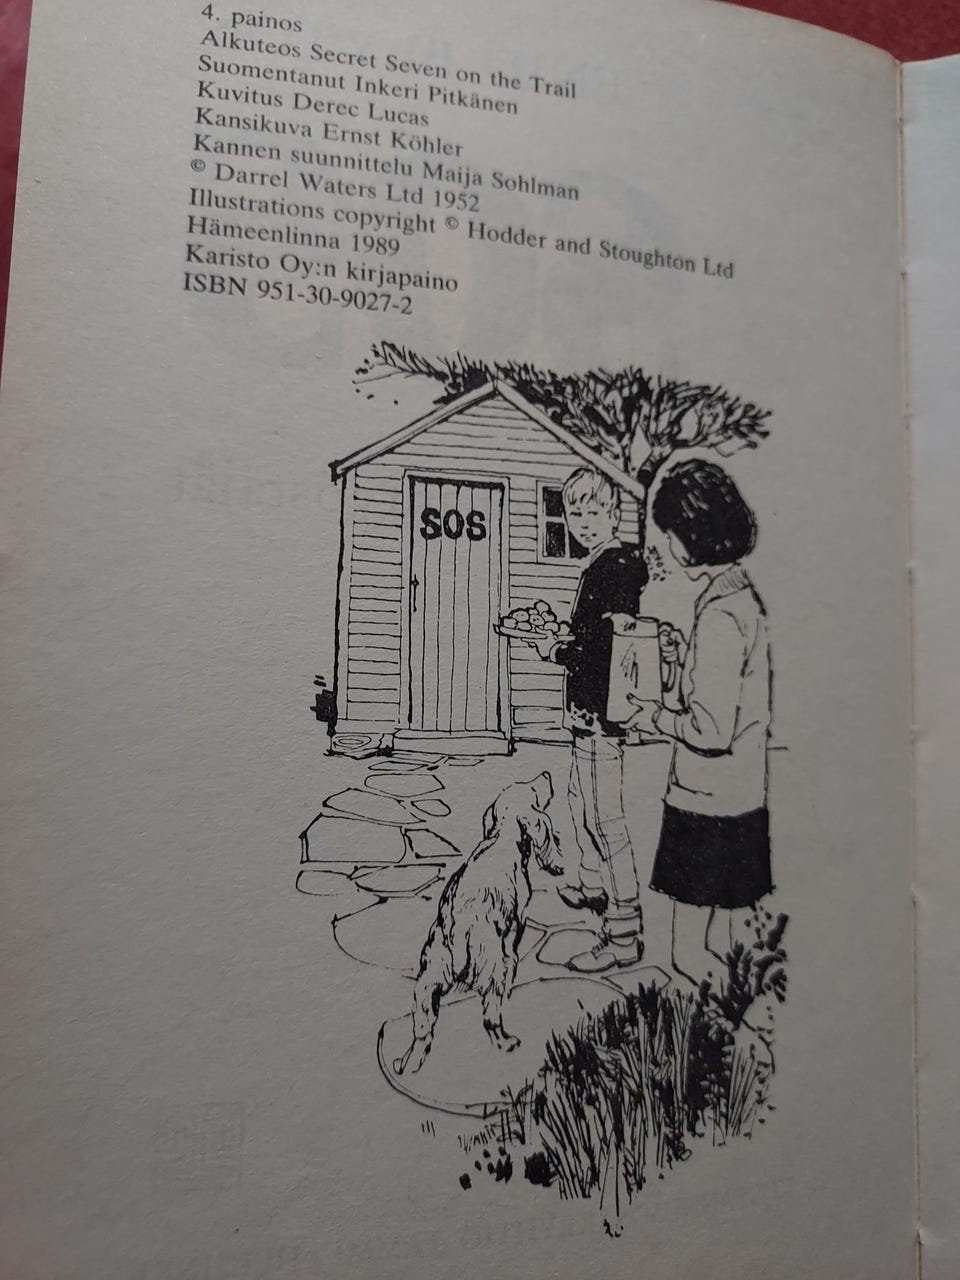 4. painos
Alkuteos Secret Seven on the Trail
Suomentanut Inkeri Pitkänen
Kuvitus Derec Lucas
Kansikuva Ernst Köhler
Kannen suunnittelu Maija Sohlman
© Darrel Waters Ltd 1952
Illustrations copyright © Hodder and Stoughton Ltd
Hämeenlinna 1989
Karisto Oy:n kirjapaino
ISBN 951-30-9027-2
SOS